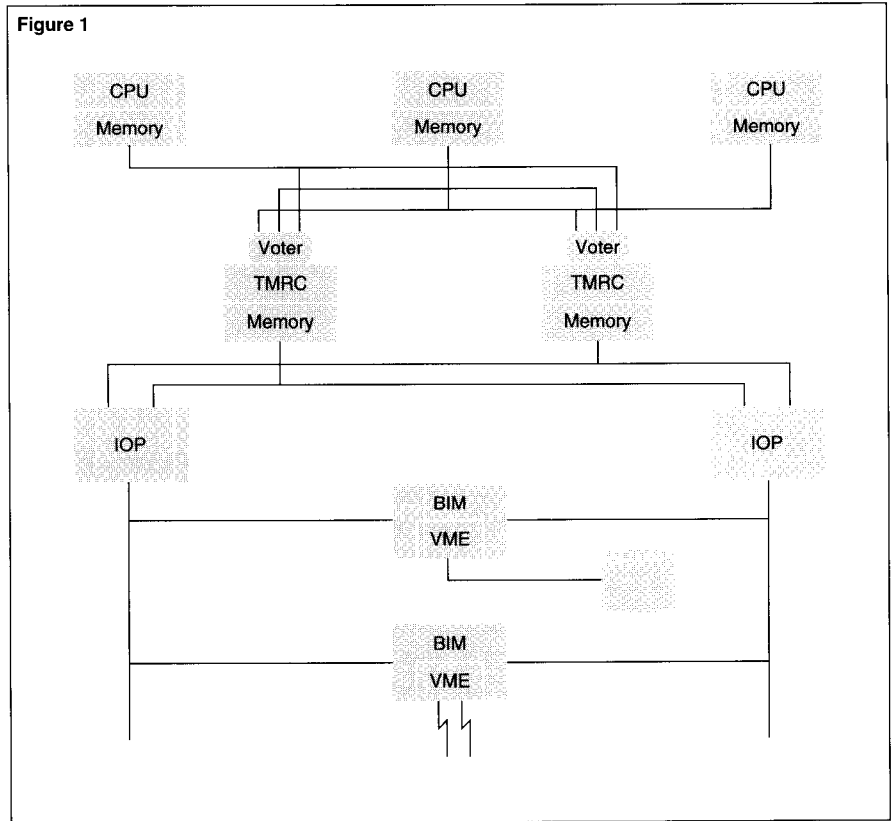 Figure 1
CPU
Memory
CPU
Memory
CPU
Memory
Voter
TMRC
Memory
Voter
TMRC
Memory
IOP
IOP
BIM
VME
BIM
VME